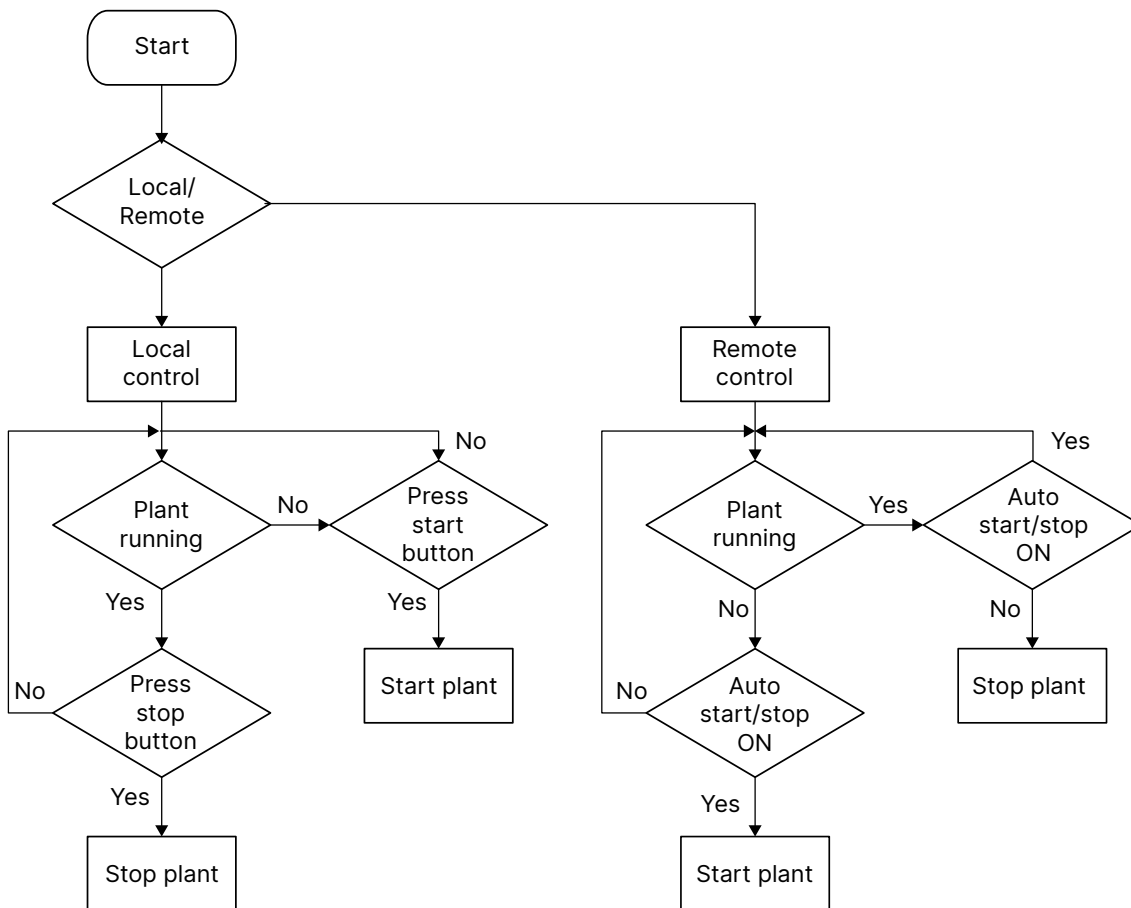 Start
Local/
Remote
Local
control
Remote
control
No
Yes
Plant
running
No
Press
start
button
Plant
running
Yes
Auto
start/stop
ON
Yes
Yes
No
No
No
Press
stop
button
Start plant
No
Auto
start/stop
ON
Stop plant
Yes
Yes
Stop plant
Start plant